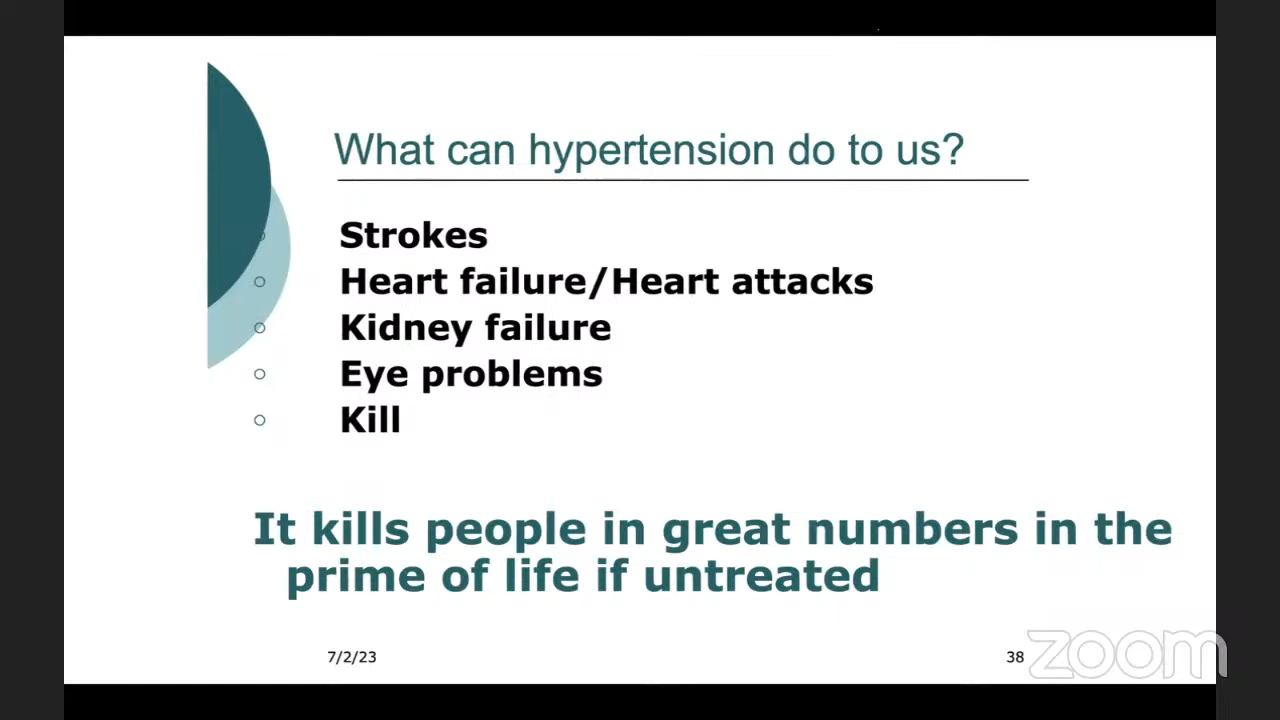 What can hypertension do to us?
Strokes
Heart failure/Heart attacks
Kidney failure
Eye problems
Kill
It kills people in great numbers in the
prime of life if untreated
7/2/23
38
zoom